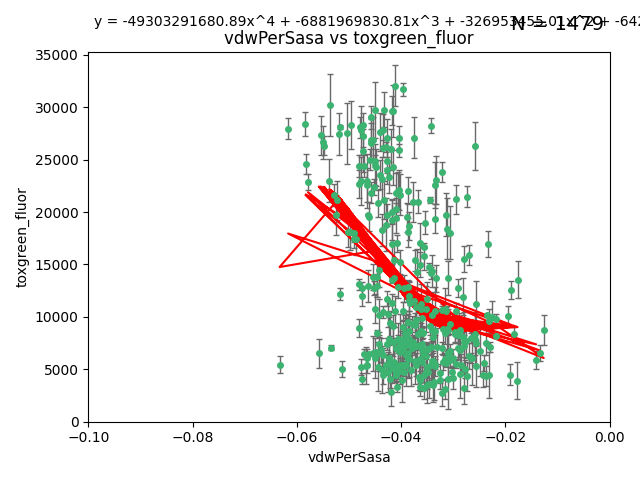 y = -49303291680.89x^4 + -6881969830.81x^3 + -326953455.0 x^2 + -642
N = 1479
vdwPerSasa vs toxgreen_fluor
35000
30000
25000
20000
15000
10000
5000
0
toxgreen_fluor
−0.10 −0.08 −0.06 −0.04 −0.02 0.00
vdwPerSasa